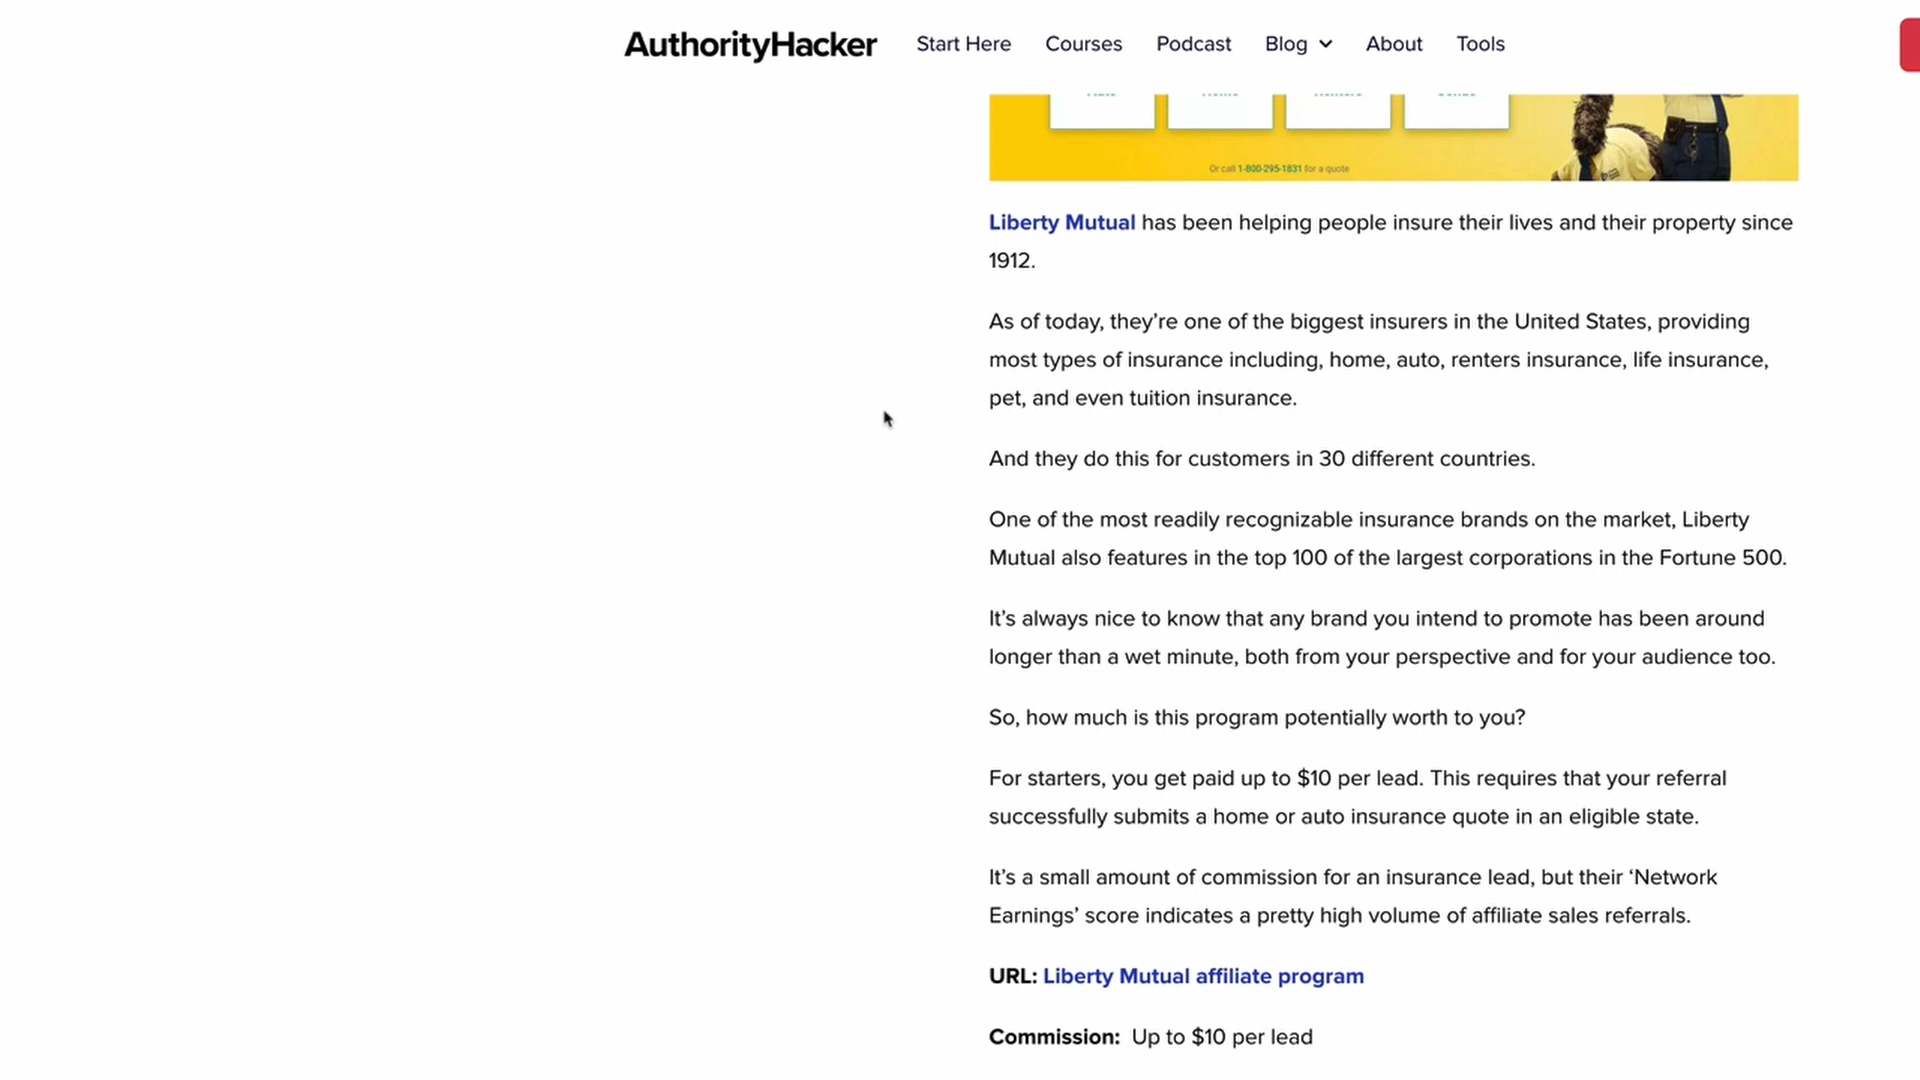 AuthorityHacker Start Here Courses Podcast Blog About Tools
Or call 1-800-295-1831 for a quote
Liberty Mutual has been helping people insure their lives and their property since
1912.
As of today, they’re one of the biggest insurers in the United States, providing
most types of insurance including, home, auto, renters insurance, life insurance,
pet, and even tuition insurance.
And they do this for customers in 30 different countries.
One of the most readily recognizable insurance brands on the market, Liberty
Mutual also features in the top 100 of the largest corporations in the Fortune 500.
It’s always nice to know that any brand you intend to promote has been around
longer than a wet minute, both from your perspective and for your audience too.
So, how much is this program potentially worth to you?
For starters, you get paid up to $10 per lead. This requires that your referral
successfully submits a home or auto insurance quote in an eligible state.
It’s a small amount of commission for an insurance lead, but their ‘Network
Earnings’ score indicates a pretty high volume of affiliate sales referrals.
URL: Liberty Mutual affiliate program
Commission: Up to $10 per lead